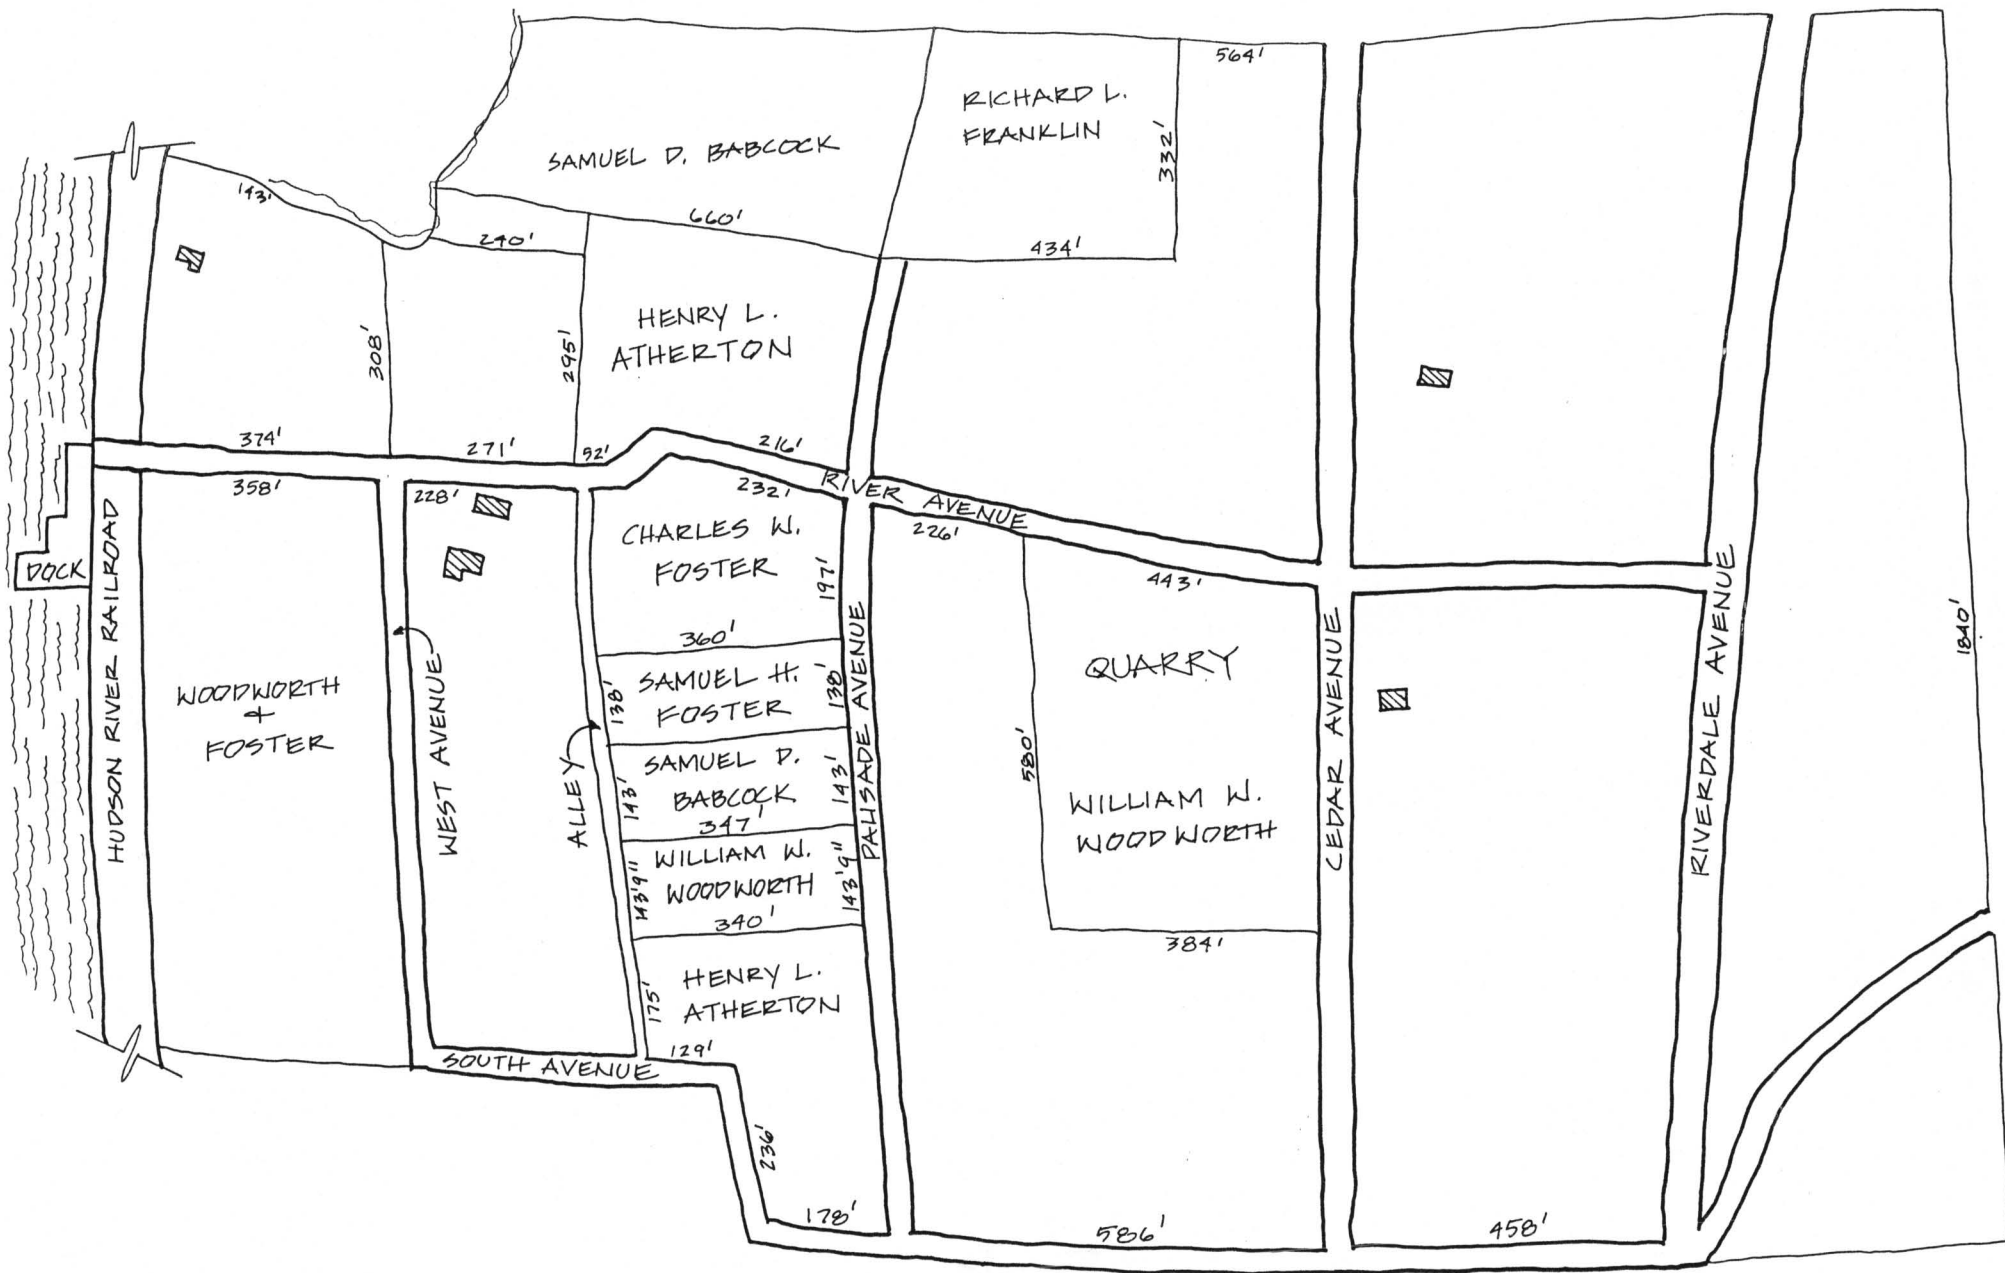 564'
RICHARD L.
FRANKLIN
332'
SAMUEL D. BABCOCK
143'
660'
240'
434'
HENRY L.
ATHERTON
308'
295'
374'
271'
52'
216'
358'
228'
232'
RIVER AVENUE
226'
CHARLES W.
FOSTER
197'
443'
DOCK
HUDSON RIVER RAILROAD
360'
WOODWORTH
&
FOSTER
WEST AVENUE
ALLEY
138'
SAMUEL H.
FOSTER
138'
PALISADE AVENUE
QUARRY
580'
WILLIAM W.
WOODWORTH
CEDAR AVENUE
RIVERDALE AVENUE
1840'
143'
SAMUEL D.
BABCOCK
143'
347'
143'9"
WILLIAM W.
WOODWORTH
143'9"
340'
384'
175'
HENRY L.
ATHERTON
129'
SOUTH AVENUE
236'
178'
586'
458'